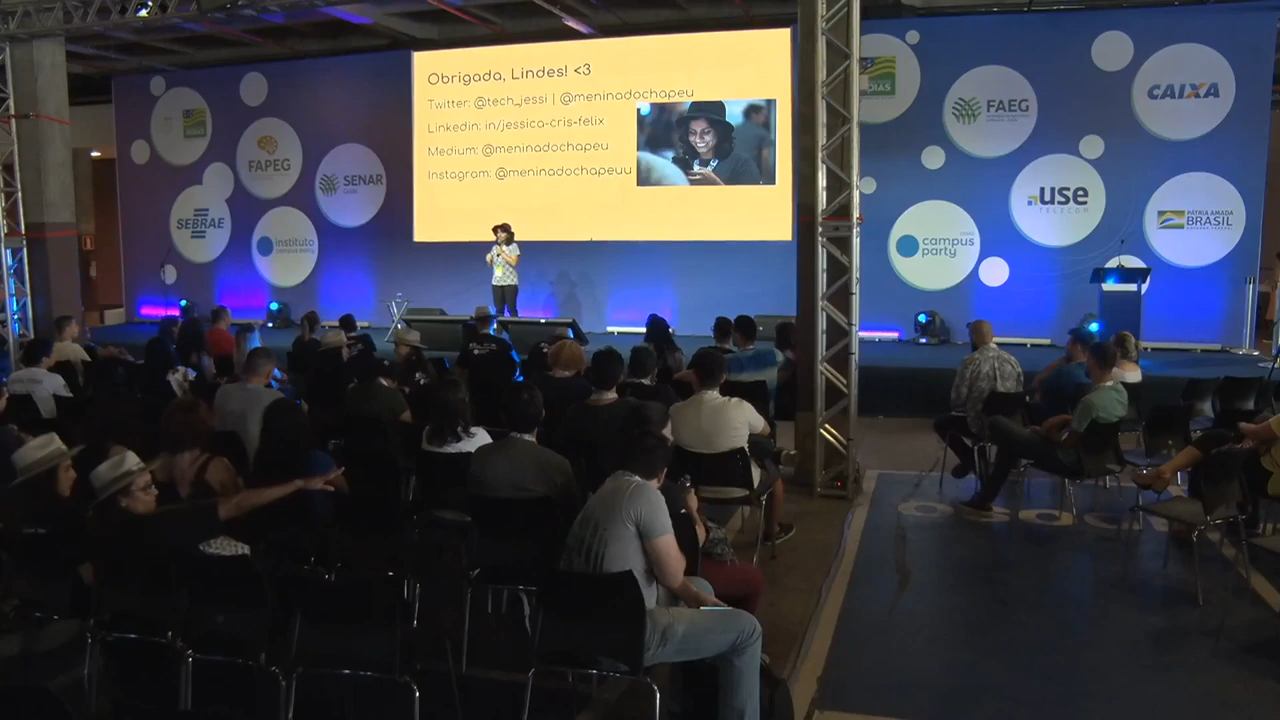 Obrigada, Lindes! <3
Twitter: @tech_jessi | @meninadochapeu
Linkedin: in/jessica-cris-felix
Medium: @meninadochapeu
Instagram: @meninadochapeuu
FAPEG
SENAR
SEBRAE
instituto
campus party
FAEG
CAIXA
USE
TELECOM
campus
party
PÁTRIA AMADA
BRASIL